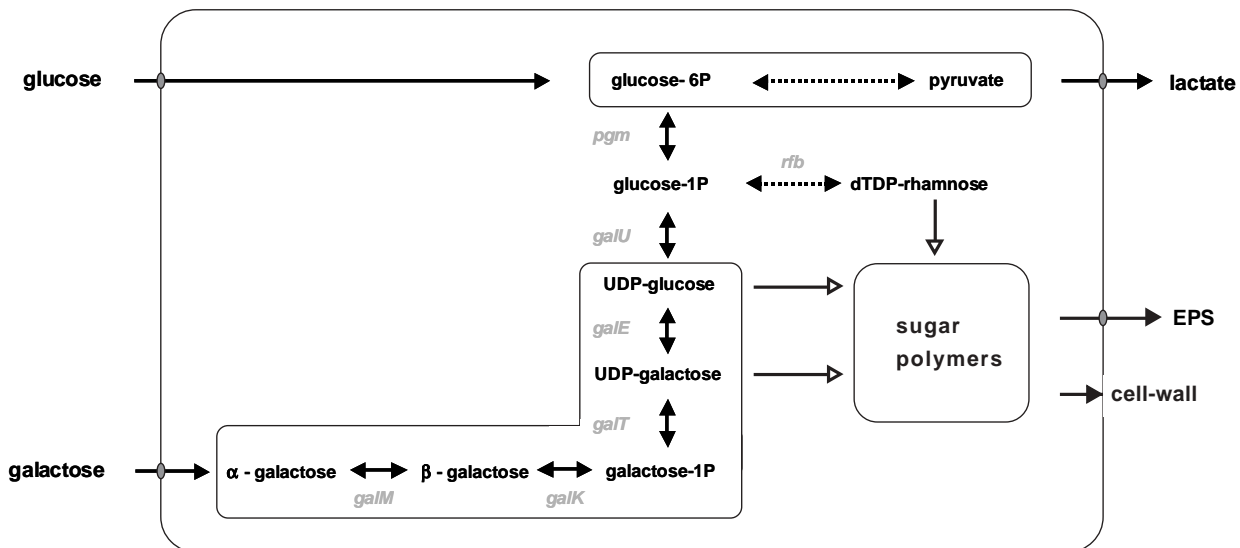 glucose
glucose- 6P
pyruvate
lactate
pgm
rfb
glucose-1P
dTDP-rhamnose
galU
UDP-glucose
galE
sugar
polymers
EPS
UDP-galactose
cell-wall
galT
galactose
α - galactose
β - galactose
galactose-1P
galM
galK